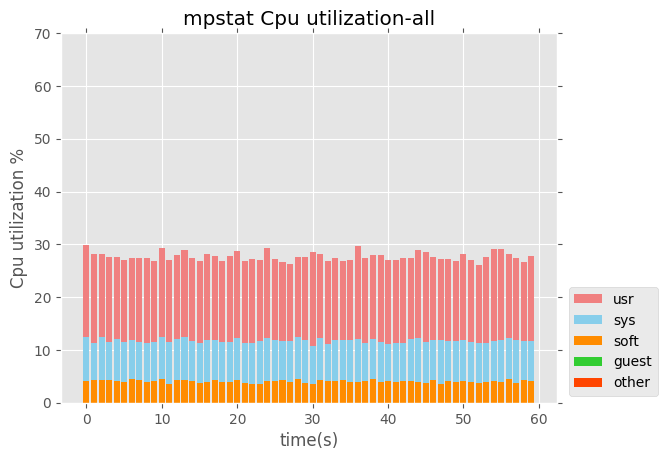 mpstat Cpu utilization-all
Cpu utilization %
70
60
50
40
30
20
10
0
0 10 20 30 40 50 60
time(s)
usr
sys
soft
guest
other